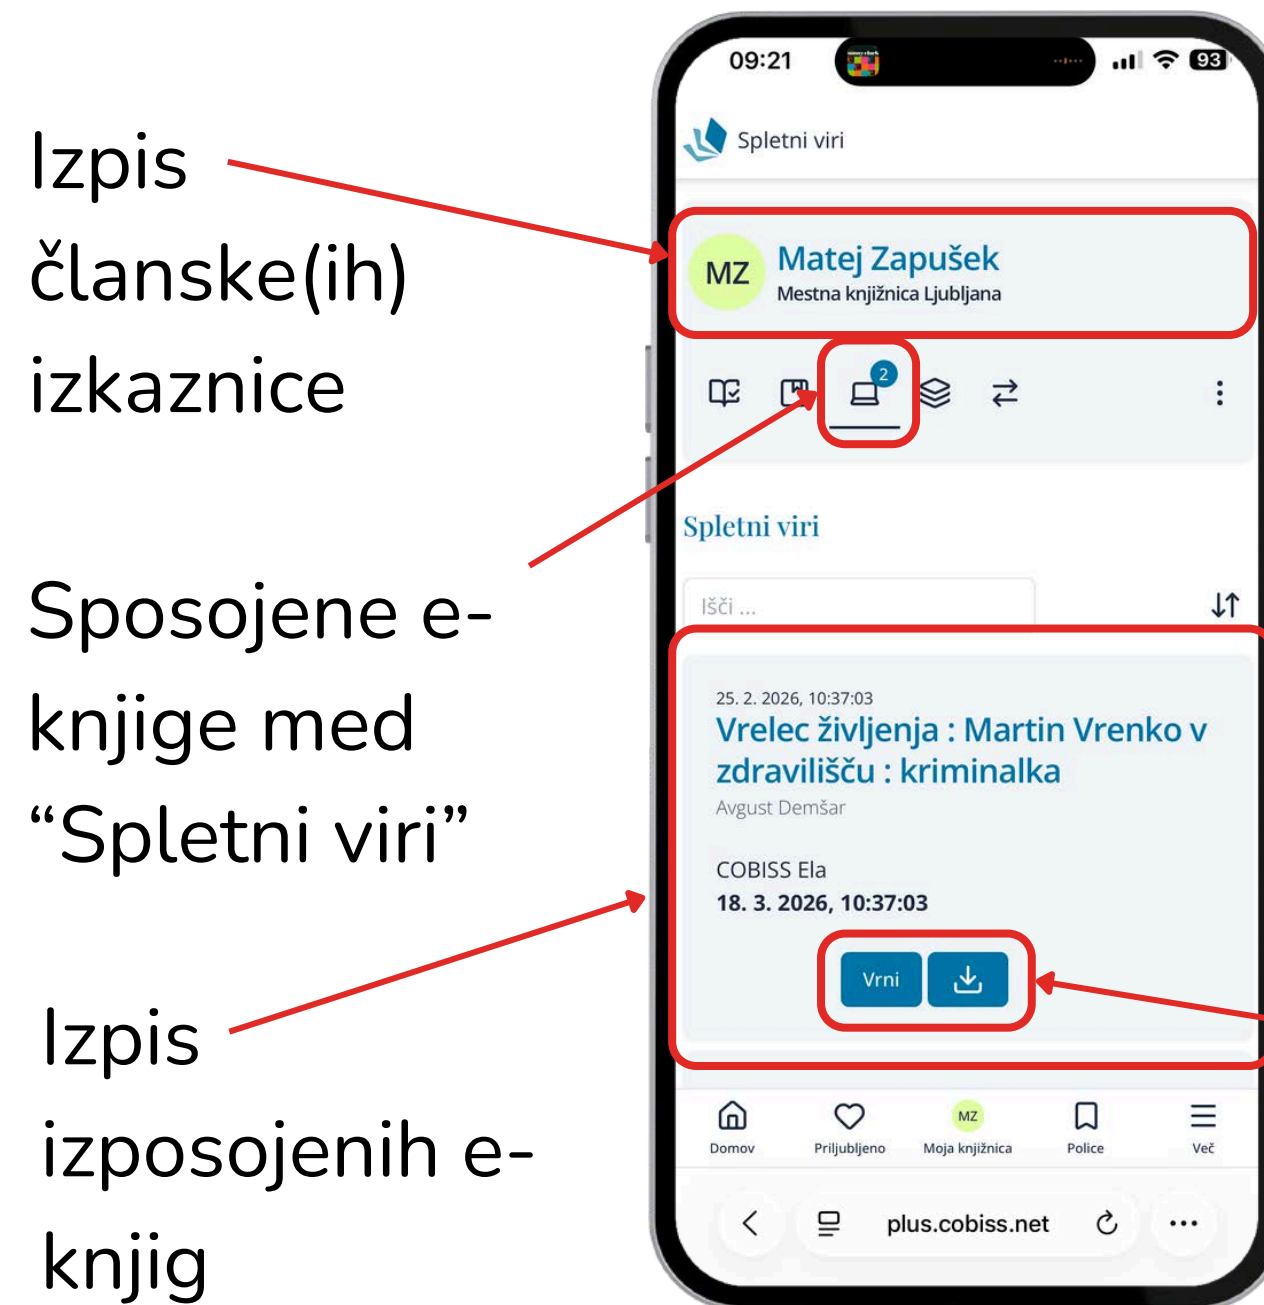 Izpis
članske(ih)
izkaznice
Sposojene e-
knjige med
“Spletni viri”
Izpis
izposojenih e-
knjig
09:21
93
Spletni viri
MZ
Matej Zapušek
Mestna knjižnica Ljubljana
2
Spletni viri
Išči ...
25. 2. 2026, 10:37:03
Vrelec življenja : Martin Vrenko v
zdravilišču : kriminalka
Avgust Demšar
COBISS Ela
18. 3. 2026, 10:37:03
Vrni
MZ
Domov
Priljubljeno
Moja knjižnica
Police
Več
plus.cobiss.net